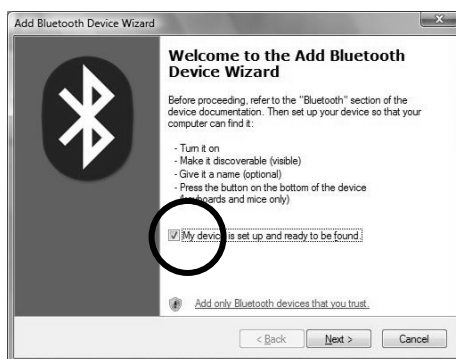 Add Bluetooth Device Wizard
Welcome to the Add Bluetooth
Device Wizard
Before proceeding, refer to the "Bluetooth" section of the
device documentation. Then set up your device so that your
computer can find it:
- Turn it on
- Make it discoverable (visible)
- Give it a name (optional)
- Press the button on the bottom of the device
(keyboards and mice only)
My device is set up and ready to be found.
Add only Bluetooth devices that you trust.
< Back Next > Cancel